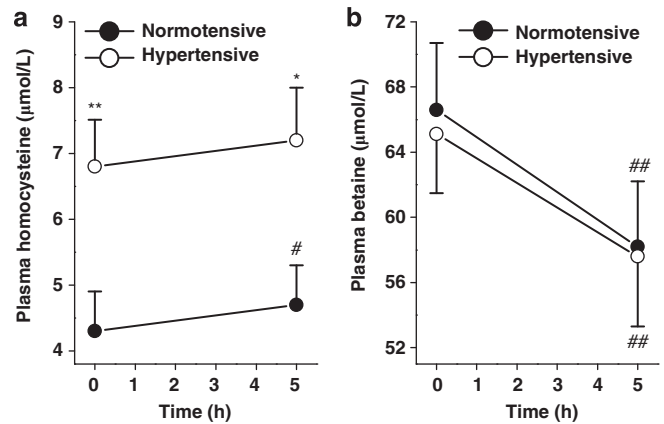 a
9
8
7
6
5
4
Plasma homocysteine (µmol/L)
Normotensive
Hypertensive
**
*
#
0 1 2 3 4 5
Time (h)
b
72
68
64
60
56
52
Plasma betaine (µmol/L)
Normotensive
Hypertensive
##
##
0 1 2 3 4 5
Time (h)